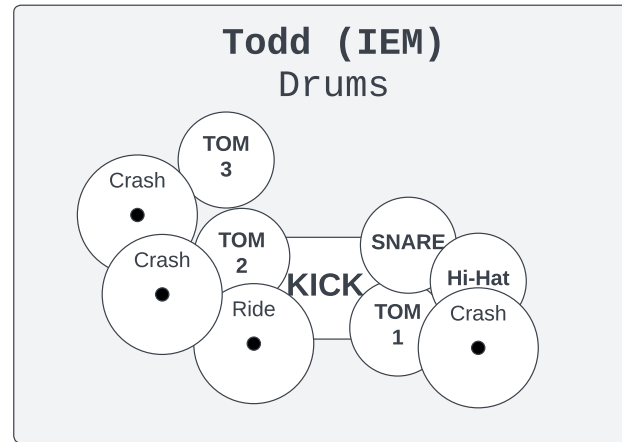 Todd (IEM)
Drums
TOM
3
Crash
SNARE
TOM
2
Crash
Hi-Hat
KICK
Ride
TOM
1
Crash